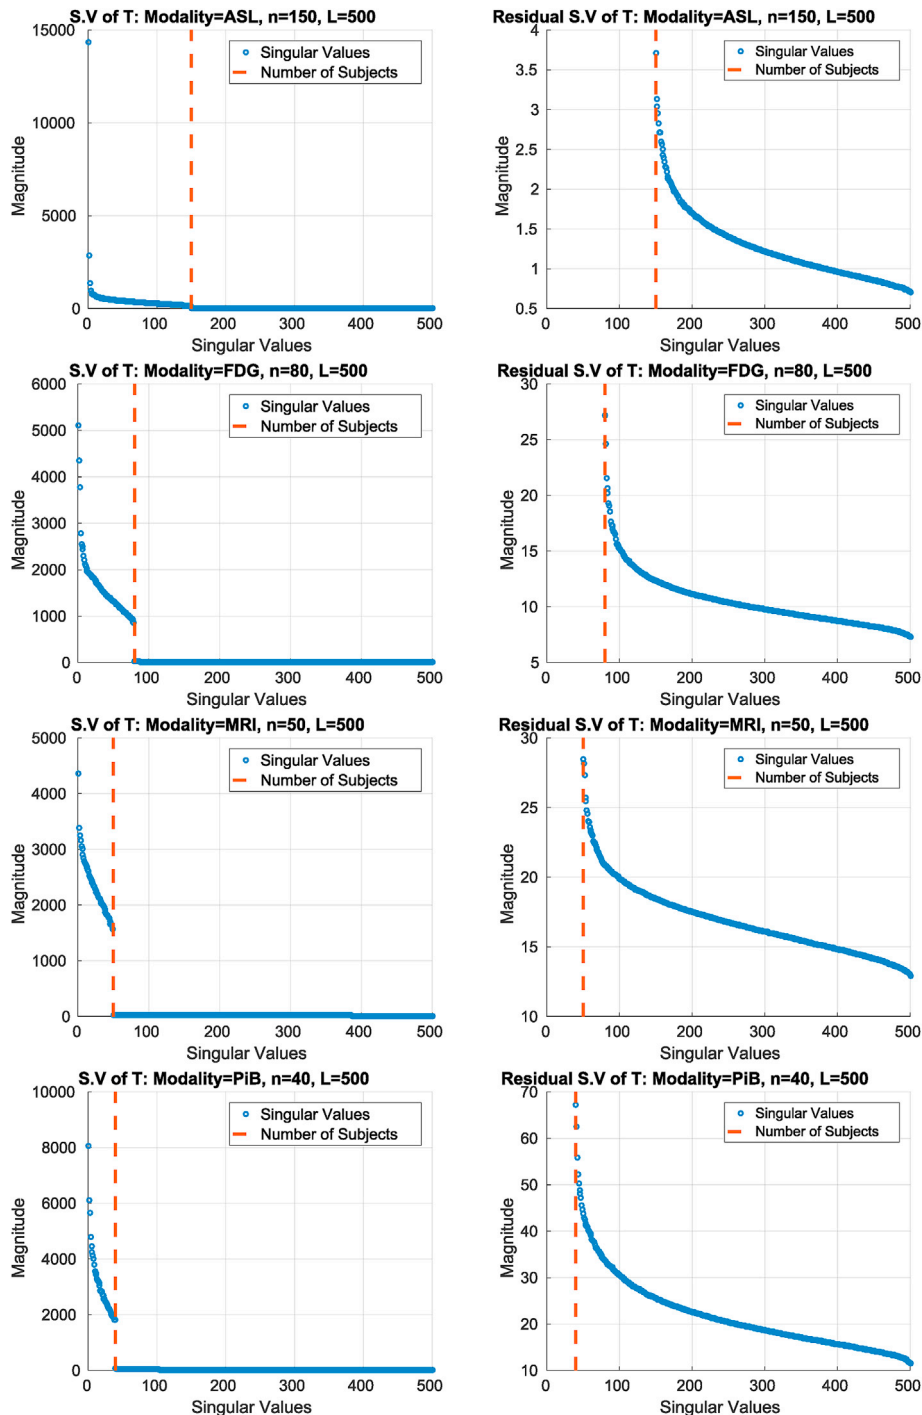 S.V of T: Modality=ASL, n=150, L=500
15000
10000
5000
0
Magnitude
Singular Values
Number of Subjects
0 100 200 300 400 500
Singular Values
Residual S.V of T: Modality=ASL, n=150, L=500
4
3.5
3
2.5
2
1.5
1
0.5
Magnitude
Singular Values
Number of Subjects
0 100 200 300 400 500
Singular Values
S.V of T: Modality=FDG, n=80, L=500
6000
5000
4000
3000
2000
1000
0
Magnitude
Singular Values
Number of Subjects
0 100 200 300 400 500
Singular Values
Residual S.V of T: Modality=FDG, n=80, L=500
30
25
20
15
10
5
Magnitude
Singular Values
Number of Subjects
0 100 200 300 400 500
Singular Values
S.V of T: Modality=MRI, n=50, L=500
5000
4000
3000
2000
1000
0
Magnitude
Singular Values
Number of Subjects
0 100 200 300 400 500
Singular Values
Residual S.V of T: Modality=MRI, n=50, L=500
30
25
20
15
10
Magnitude
Singular Values
Number of Subjects
0 100 200 300 400 500
Singular Values
S.V of T: Modality=PiB, n=40, L=500
10000
8000
6000
4000
2000
0
Magnitude
Singular Values
Number of Subjects
0 100 200 300 400 500
Singular Values
Residual S.V of T: Modality=PiB, n=40, L=500
70
60
50
40
30
20
10
Magnitude
Singular Values
Number of Subjects
0 100 200 300 400 500
Singular Values